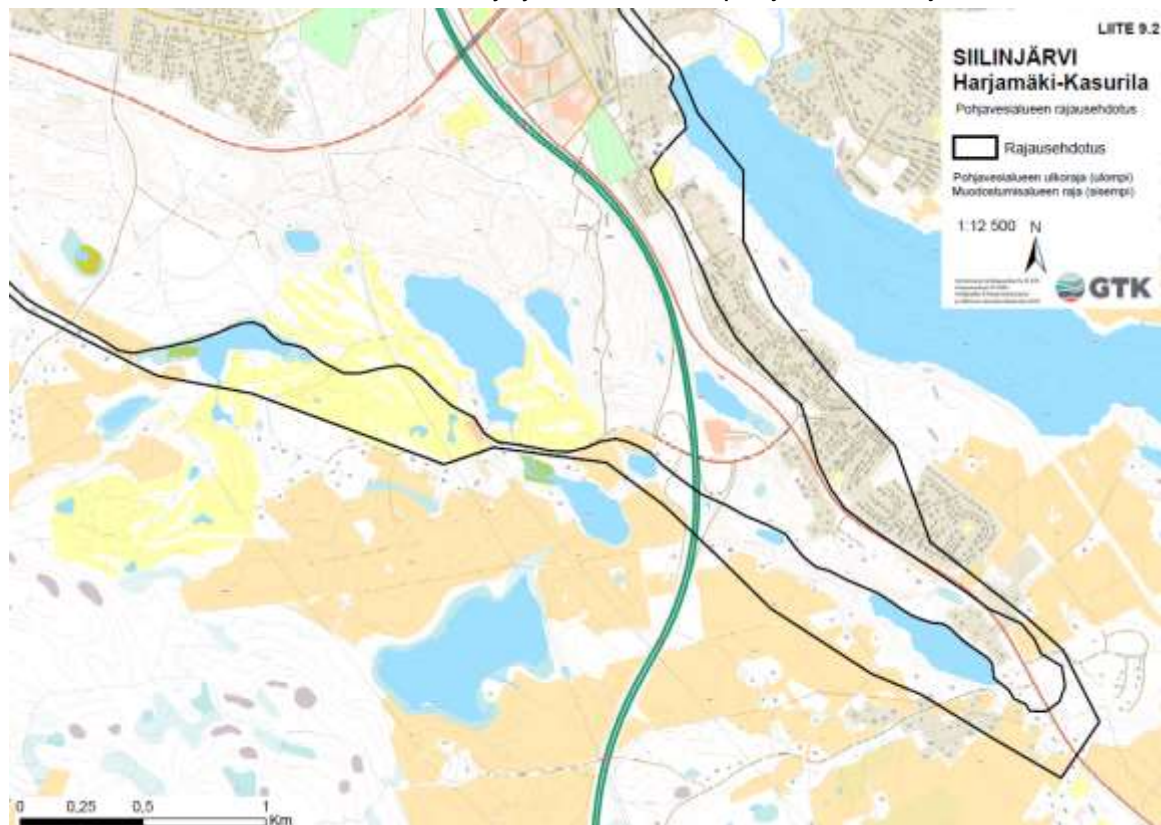 LIITE 9.2
SIILINJÄRVI
Harjamäki-Kasurila
Pohjavesialueen rajausehdotus
Rajausehdotus
Pohjavesialueen ulkoraja (ulompi)
Muodostumisalueen raja (sisempi)
1:12 500 N
GTK
0 0,25 0,5 1
Km